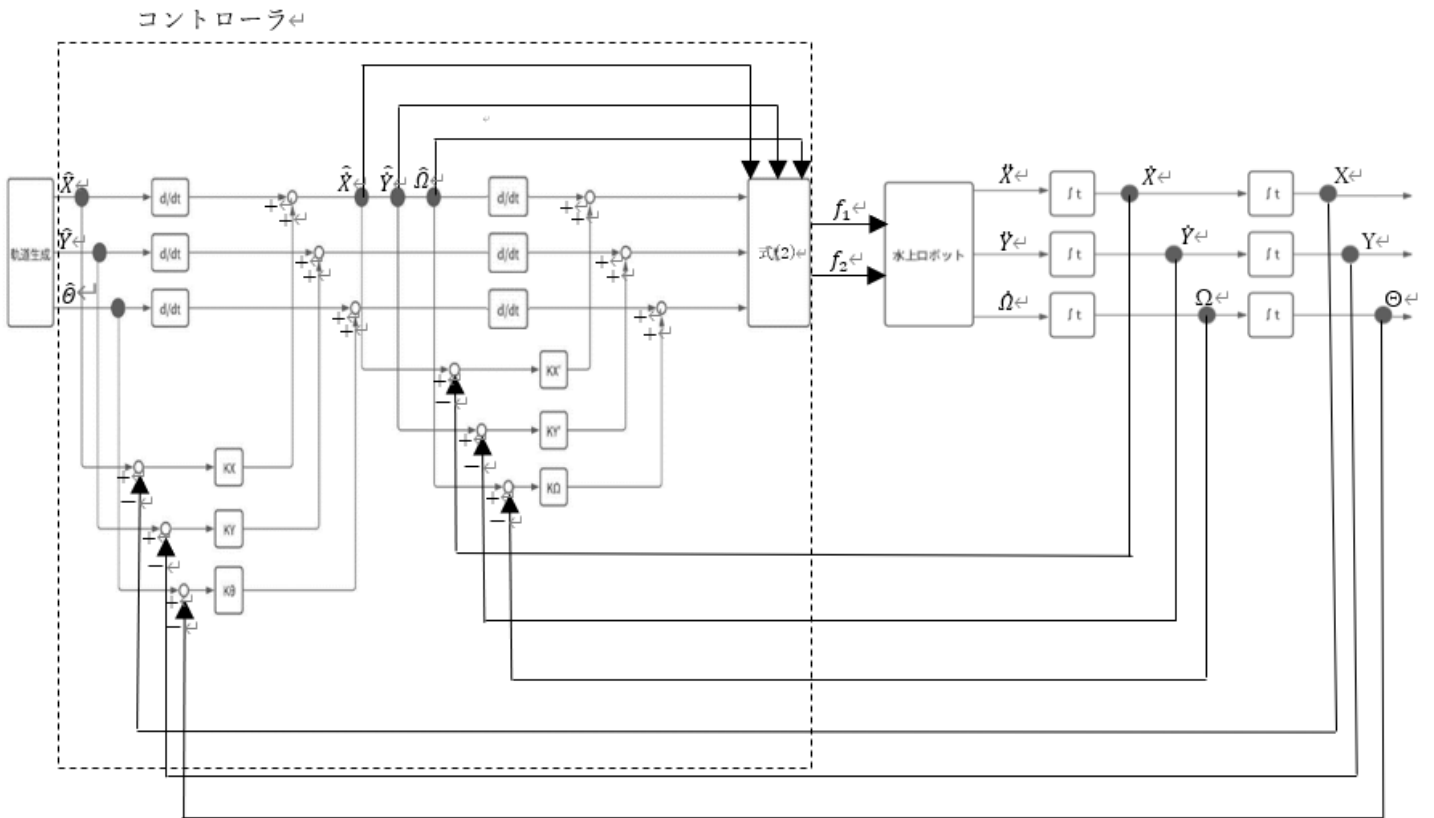 コントローラ↵
X̂↵ d/dt +↵ +↵ X̂̇↵ Ŷ̇↵ Ω̂↵ d/dt +↵ +↵ f₁↵ Ẍ↵ ∫t Ẋ↵ ∫t X↵
軌道生成 Ŷ↵ d/dt +↵ +↵ d/dt +↵ +↵ 式(2)↵ f₂↵ 水上ロボット Ÿ↵ ∫t Ẏ↵ ∫t Y↵
Θ̂↵ d/dt +↵ +↵ d/dt +↵ +↵ Ω̇↵ ∫t Ω↵ ∫t Θ↵
+↵ −↵ KX'
+↵ −↵ KY'
+↵ −↵ KΩ
+↵ −↵ KX
+↵ −↵ KY
+↵ −↵ Kθ